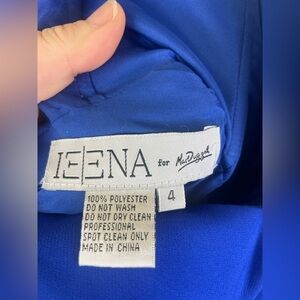 IEENA for Mac Duggal
4
100% POLYESTER
DO NOT WASH
DO NOT DRY CLEAN
PROFESSIONAL
SPOT CLEAN ONLY
MADE IN CHINA